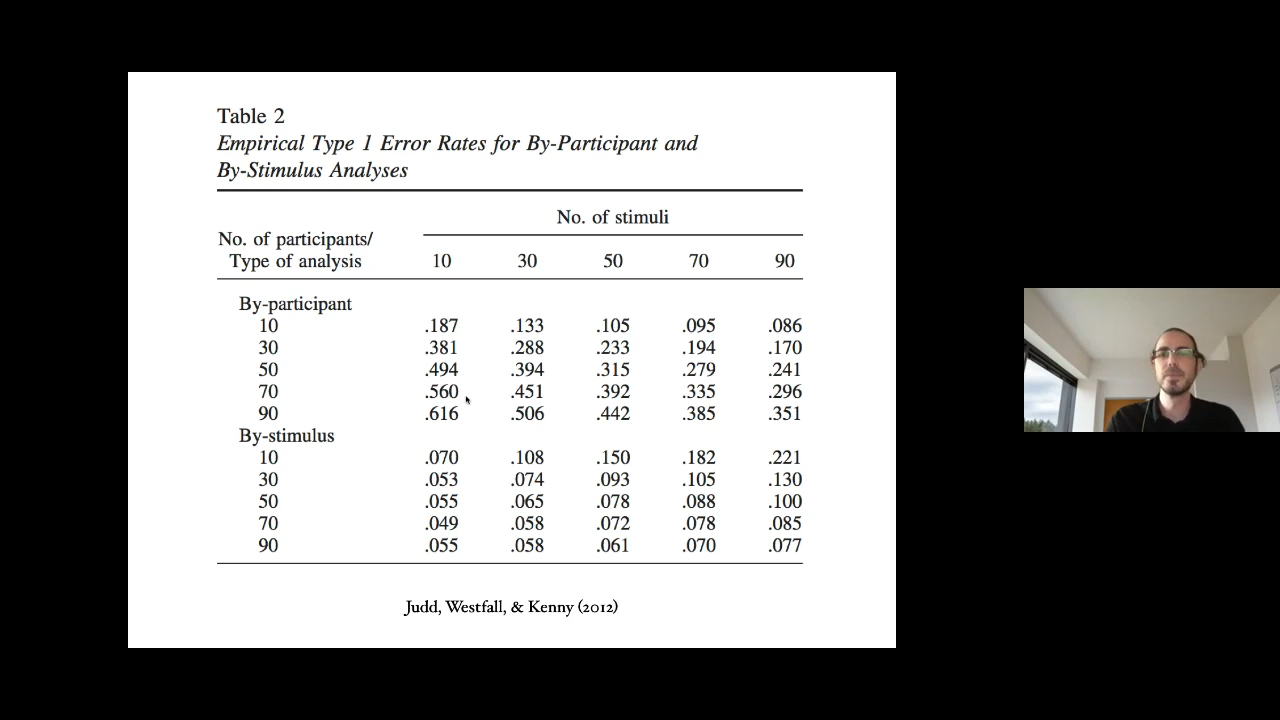 Table 2
Empirical Type 1 Error Rates for By-Participant and
By-Stimulus Analyses
No. of stimuli
No. of participants/
Type of analysis 10 30 50 70 90
By-participant
10 .187 .133 .105 .095 .086
30 .381 .288 .233 .194 .170
50 .494 .394 .315 .279 .241
70 .560 .451 .392 .335 .296
90 .616 .506 .442 .385 .351
By-stimulus
10 .070 .108 .150 .182 .221
30 .053 .074 .093 .105 .130
50 .055 .065 .078 .088 .100
70 .049 .058 .072 .078 .085
90 .055 .058 .061 .070 .077
Judd, Westfall, & Kenny (2012)